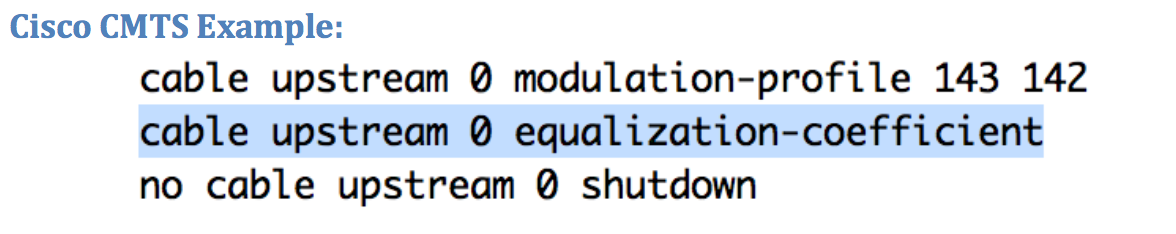 Cisco CMTS Example:
cable upstream 0 modulation-profile 143 142
cable upstream 0 equalization-coefficient
no cable upstream 0 shutdown